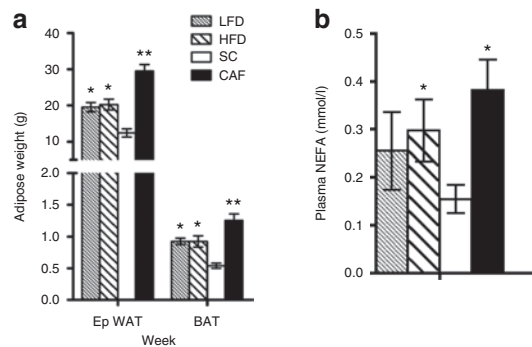 a
LFD
HFD
SC
CAF
Adipose weight (g)
40
30
20
10
2.0
1.5
1.0
0.5
0.0
* * **
* * **
Ep WAT BAT
Week
b
Plasma NEFA (mmol/l)
0.5
0.4
0.3
0.2
0.1
0.0
* *